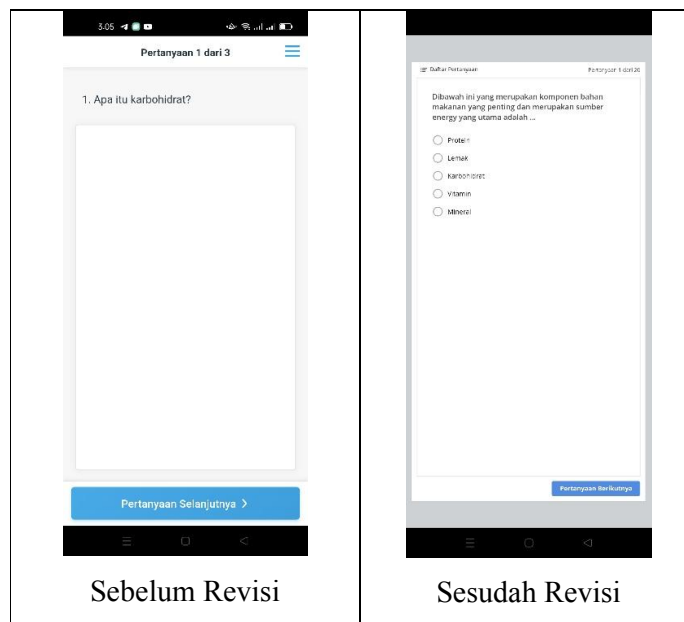 3.05
Pertanyaan 1 dari 3
1. Apa itu karbohidrat?
Pertanyaan Selanjutnya >
Sebelum Revisi
Daftar Pertanyaan
Pertanyaan 1 dari 20
Dibawah ini yang merupakan komponen bahan
makanan yang penting dan merupakan sumber
energy yang utama adalah ...
Protein
Lemak
Karbohidrat
Vitamin
Mineral
Pertanyaan Berikutnya
Sesudah Revisi